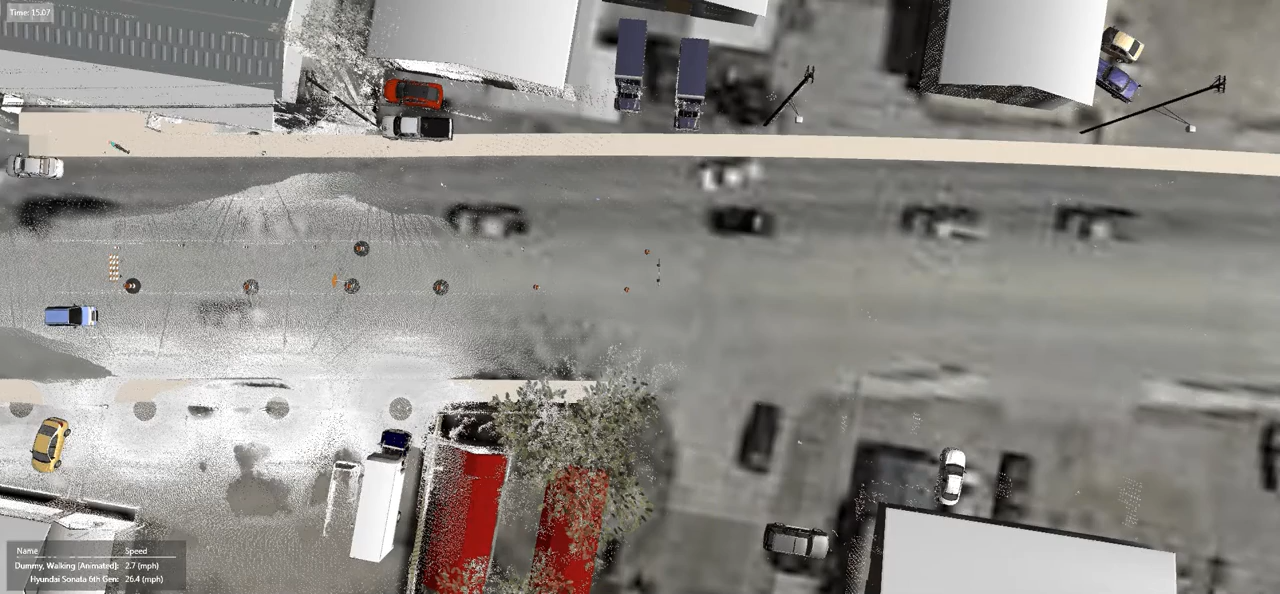 Time: 15.07
Name Speed
Dummy, Walking [Animated]: 2.7 (mph)
Hyundai Sonata 6th Gen: 26.4 (mph)